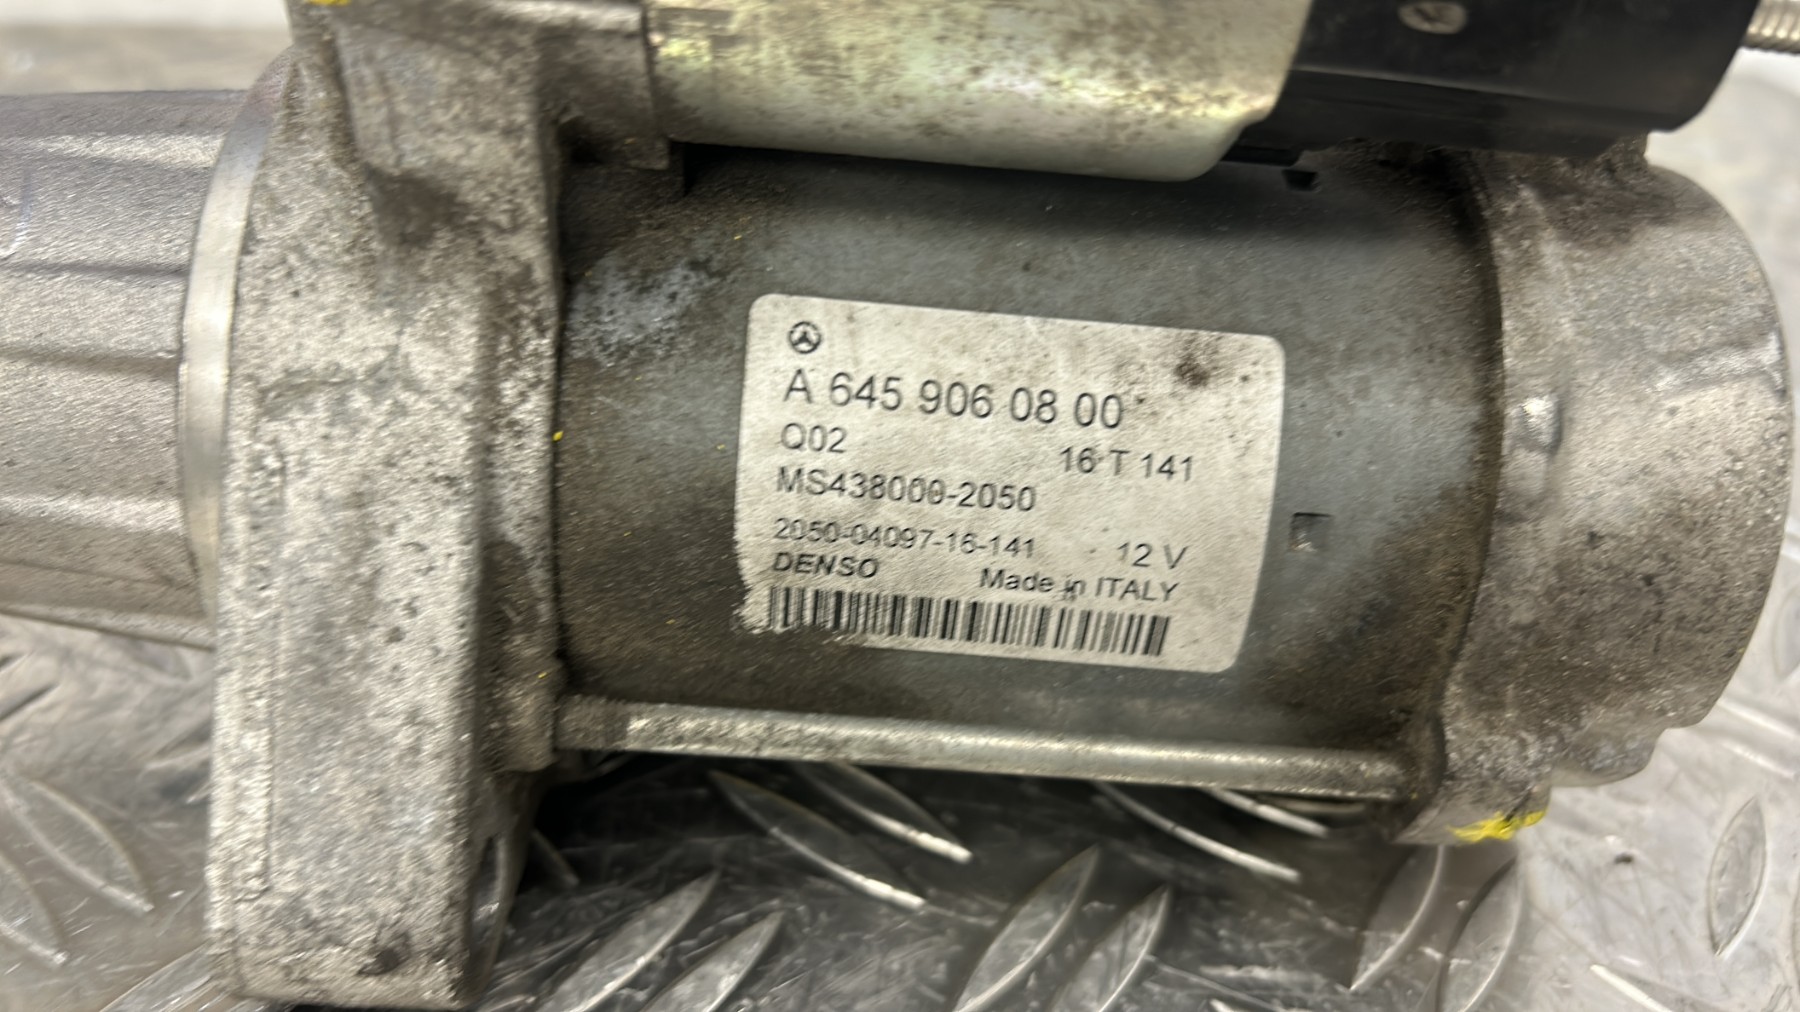 A 645 906 08 00
Q02 16 T 141
MS438000-2050
2050-04097-16-141 12 V
DENSO Made in ITALY